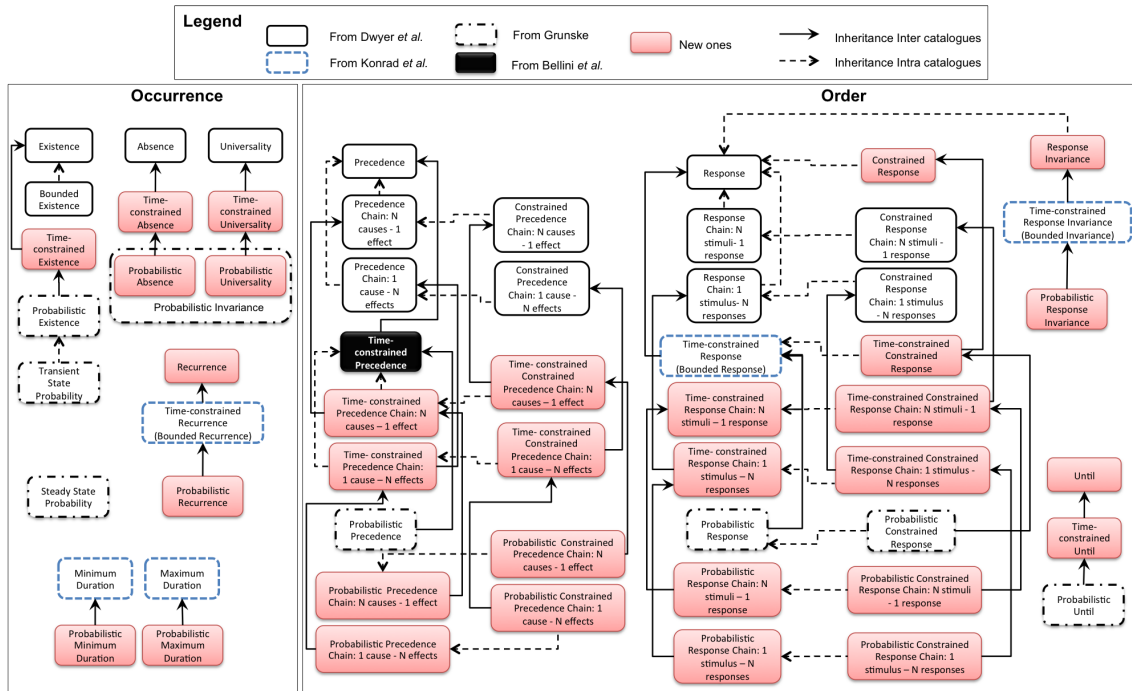 Legend
From Dwyer et al.
From Grunske
New ones
Inheritance Inter catalogues
From Konrad et al.
From Bellini et al.
Inheritance Intra catalogues
Occurrence
Existence
Absence
Universality
Bounded
Existence
Time-
constrained
Absence
Time-
constrained
Universality
Time-
constrained
Existence
Probabilistic
Absence
Probabilistic
Universality
Probabilistic Invariance
Probabilistic
Existence
Transient
State
Probability
Recurrence
Time-constrained
Recurrence
(Bounded Recurrence)
Steady State
Probability
Probabilistic
Recurrence
Minimum
Duration
Maximum
Duration
Probabilistic
Minimum
Duration
Probabilistic
Maximum
Duration
Order
Precedence
Precedence
Chain: N
causes - 1
effect
Constrained
Precedence
Chain: N
causes - 1 effect
Precedence
Chain: 1
cause - N
effects
Constrained
Precedence
Chain: 1 cause
- N effects
Time-
constrained
Precedence
Time- constrained
Precedence Chain: N
causes – 1 effect
Time- constrained
Constrained
Precedence Chain: N
causes – 1 effect
Time- constrained
Precedence Chain:
1 cause – N effects
Time- constrained
Constrained
Precedence Chain:
1 cause – N effects
Probabilistic
Precedence
Probabilistic Constrained
Precedence Chain: N
causes - 1 effect
Probabilistic Precedence
Chain: N causes - 1 effect
Probabilistic Constrained
Precedence Chain: 1
cause - N effects
Probabilistic Precedence
Chain: 1 cause - N effects
Response
Constrained
Response
Response
Invariance
Response
Chain: N
stimuli- 1
response
Constrained
Response
Chain: N stimuli -
1 response
Time-constrained
Response Invariance
(Bounded Invariance)
Response
Chain: 1
stimulus- N
responses
Constrained
Response
Chain: 1 stimulus
- N responses
Probabilistic
Response
Invariance
Time-constrained
Response
(Bounded Response)
Time-constrained
Constrained
Response
Time- constrained
Response Chain: N
stimuli – 1 response
Time-constrained Constrained
Response Chain: N stimuli - 1
response
Time- constrained
Response Chain: 1
stimulus – N
responses
Time-constrained Constrained
Response Chain: 1 stimulus -
N responses
Probabilistic
Response
Probabilistic
Constrained
Response
Probabilistic
Response Chain: N
stimuli – 1
response
Probabilistic Constrained
Response Chain: N stimuli
- 1 response
Probabilistic
Response Chain: 1
stimulus – N
responses
Probabilistic Constrained
Response Chain: 1
stimulus – N responses
Until
Time-
constrained
Until
Probabilistic
Until